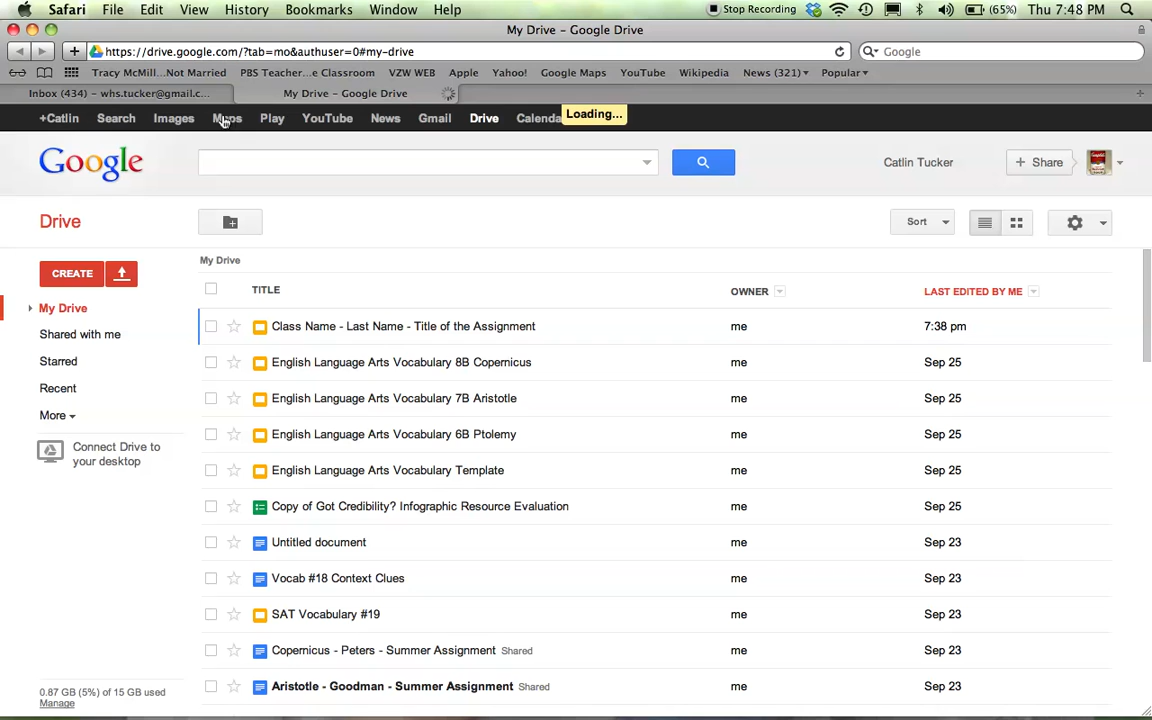 Safari File Edit View History Bookmarks Window Help Stop Recording (65%) Thu 7:48 PM
My Drive – Google Drive
https://drive.google.com/?tab=mo&authuser=0#my-drive Google
Tracy McMill...Not Married PBS Teacher...e Classroom VZW WEB Apple Yahoo! Google Maps YouTube Wikipedia News (321) Popular
Inbox (434) – whs.tucker@gmail.c... My Drive – Google Drive
+Catlin Search Images Maps Play YouTube News Gmail Drive Calenda Loading...
Google Catlin Tucker + Share
Drive Sort
My Drive
CREATE TITLE OWNER LAST EDITED BY ME
My Drive
Shared with me
Starred
Recent
More
Connect Drive to
your desktop
Class Name - Last Name - Title of the Assignment me 7:38 pm
English Language Arts Vocabulary 8B Copernicus me Sep 25
English Language Arts Vocabulary 7B Aristotle me Sep 25
English Language Arts Vocabulary 6B Ptolemy me Sep 25
English Language Arts Vocabulary Template me Sep 25
Copy of Got Credibility? Infographic Resource Evaluation me Sep 25
Untitled document me Sep 23
Vocab #18 Context Clues me Sep 23
SAT Vocabulary #19 me Sep 23
Copernicus - Peters - Summer Assignment Shared me Sep 23
Aristotle - Goodman - Summer Assignment Shared me Sep 23
0.87 GB (5%) of 15 GB used
Manage